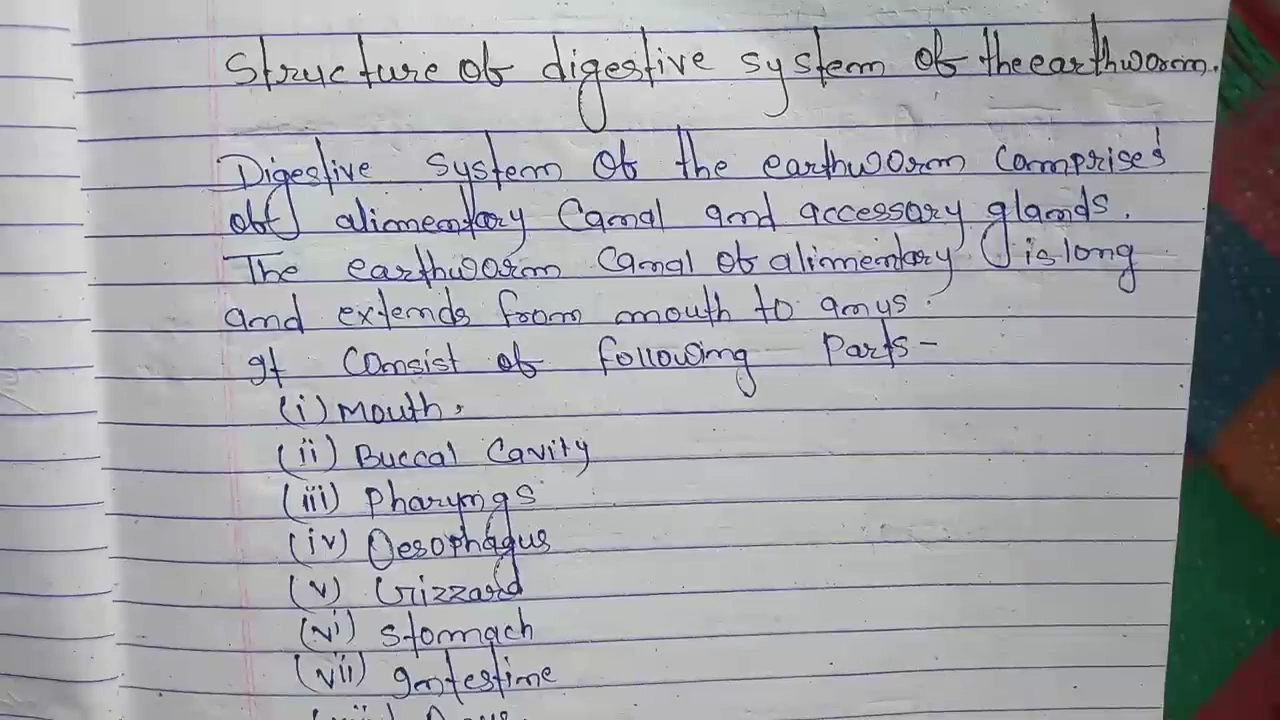 Structure of digestive system of the earthworm.
Digestive system of the earthworm comprises
of alimentary canal and accessary glands.
The earthworm canal of alimentary is long
and extends from mouth to anus.
It consist of following parts-
(i) Mouth,
(ii) Buccal Cavity
(iii) Pharyngs
(iv) Oesophagus
(v) Gizzard
(vi) stomach
(vii) Intestine